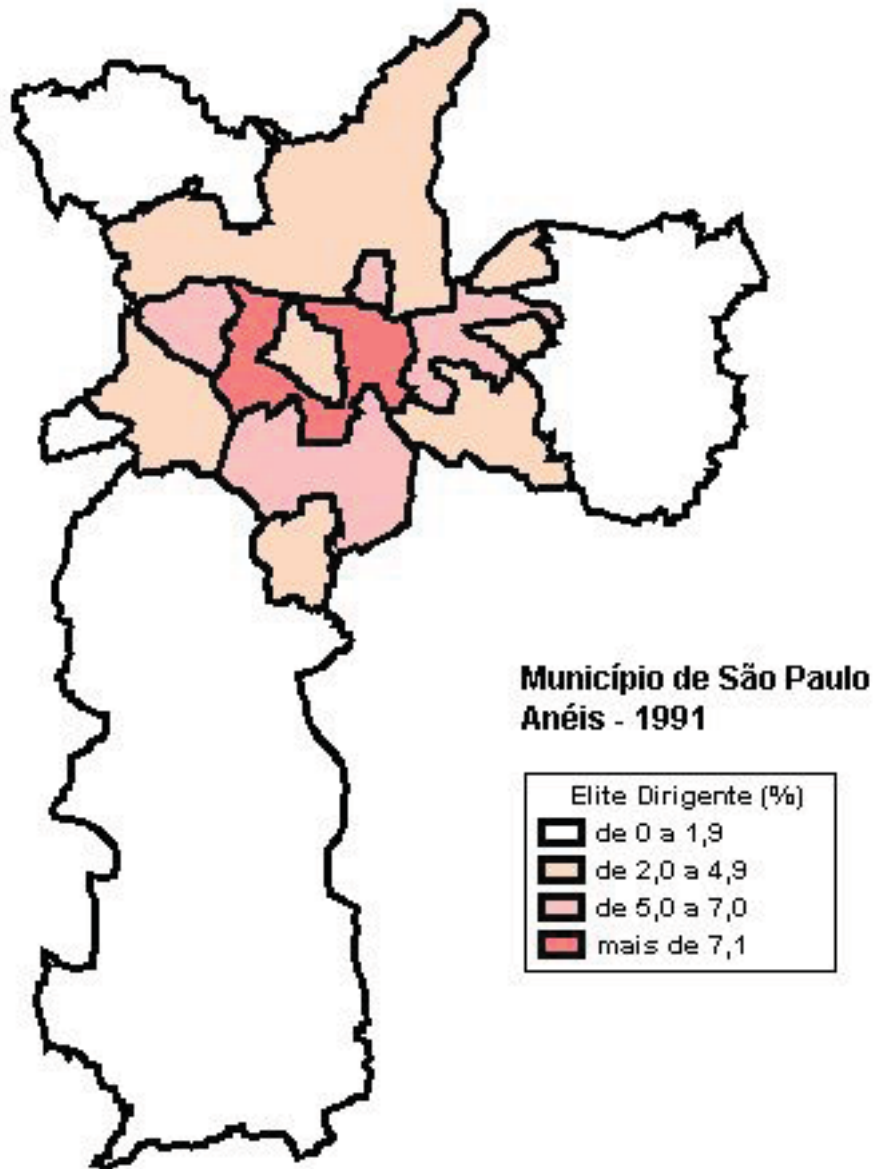 Município de São Paulo
Anéis - 1991
Elite Dirigente (%)
de 0 a 1,9
de 2,0 a 4,9
de 5,0 a 7,0
mais de 7,1